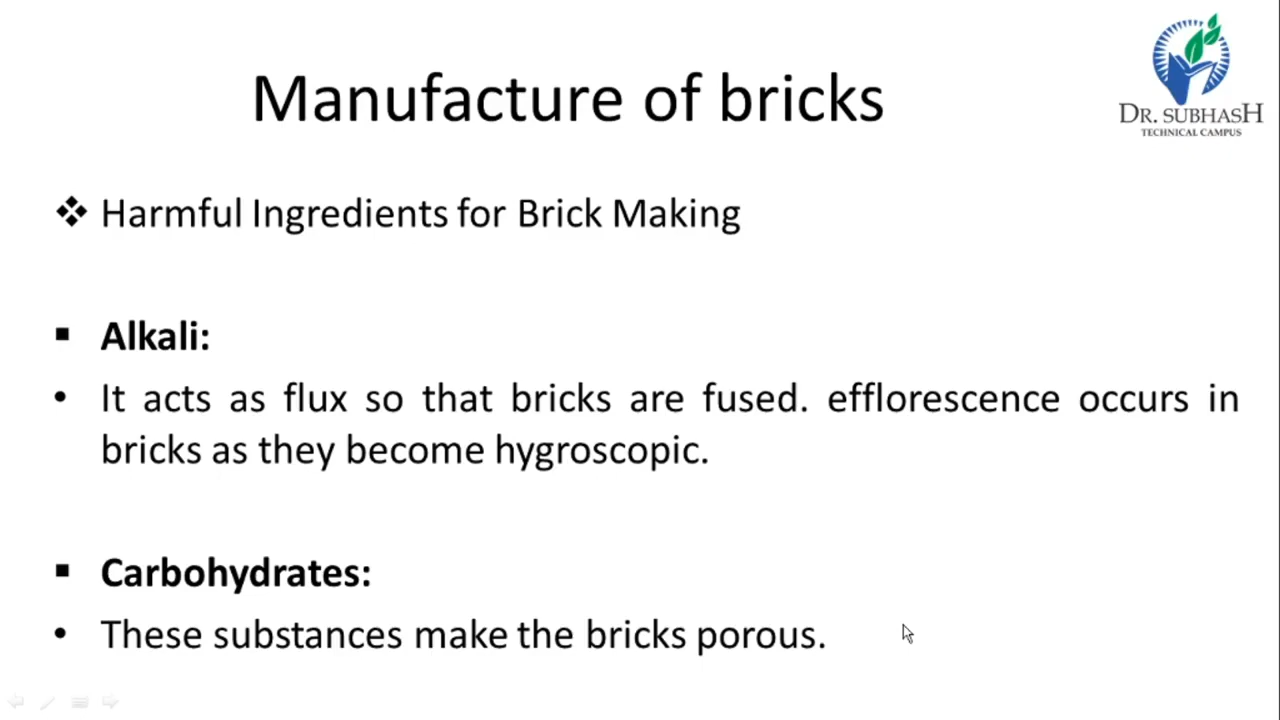 DR. SUBHASH
TECHNICAL CAMPUS
Manufacture of bricks
❖ Harmful Ingredients for Brick Making
▪ Alkali:
• It acts as flux so that bricks are fused. efflorescence occurs in
bricks as they become hygroscopic.
▪ Carbohydrates:
• These substances make the bricks porous.